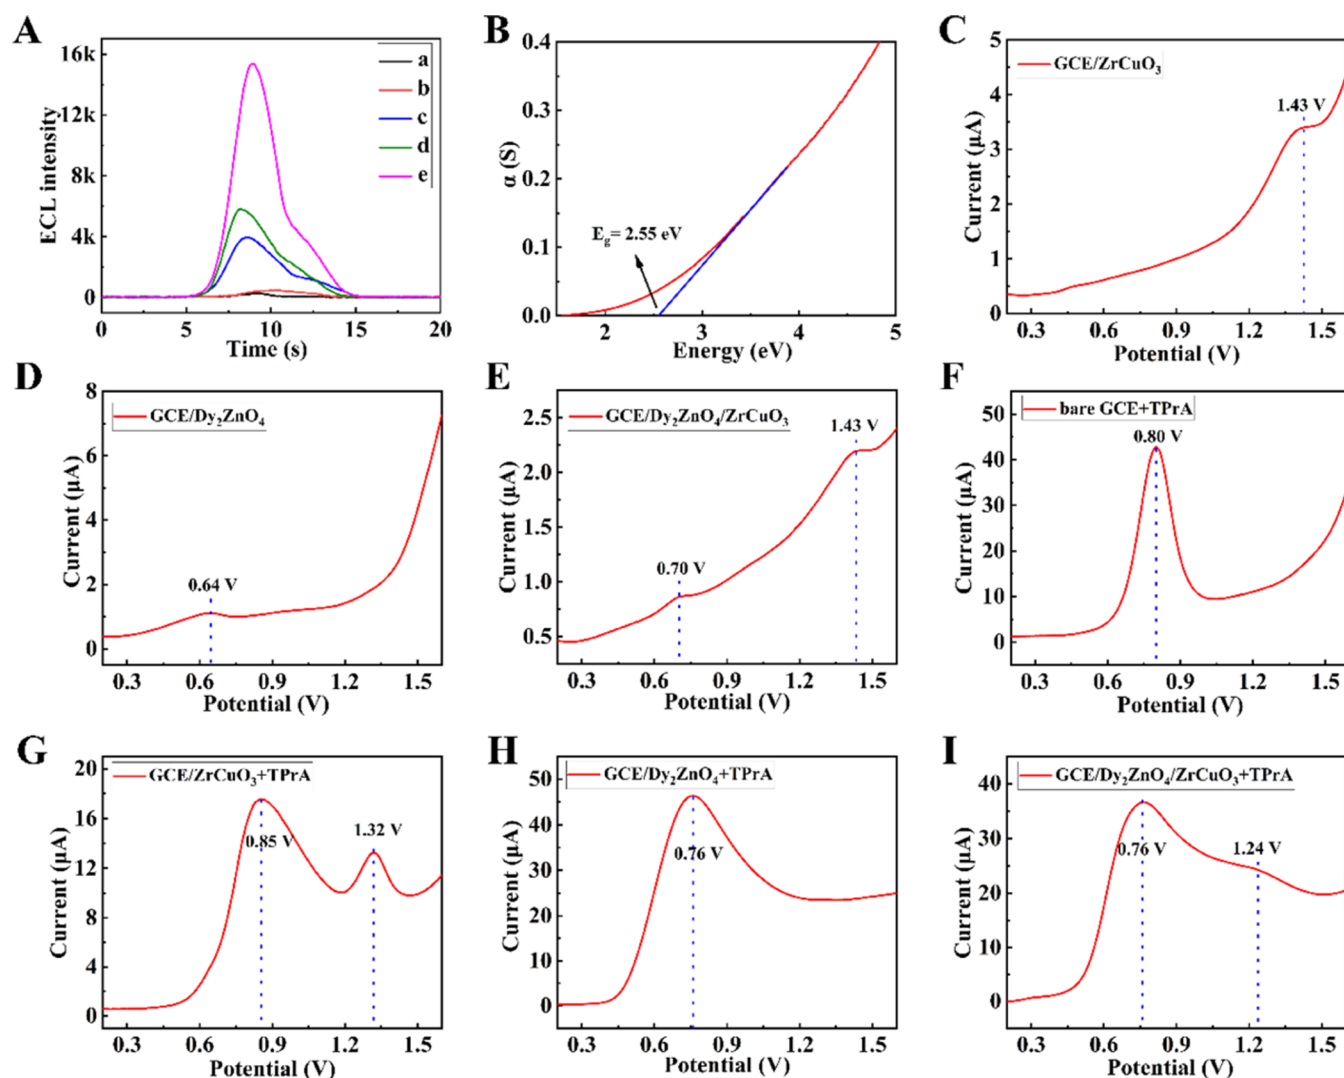 A
ECL intensity
16k
12k
8k
4k
0
a
b
c
d
e
0
5
10
15
20
Time (s)
B
α (S)
0.4
0.3
0.2
0.1
0.0
E₉= 2.55 eV
2
3
4
5
Energy (eV)
C
Current (μA)
5
4
3
2
1
0
GCE/ZrCuO₃
1.43 V
0.3
0.6
0.9
1.2
1.5
Potential (V)
D
Current (μA)
8
6
4
2
0
GCE/Dy₂ZnO₄
0.64 V
0.3
0.6
0.9
1.2
1.5
Potential (V)
E
Current (μA)
2.5
2.0
1.5
1.0
0.5
GCE/Dy₂ZnO₄/ZrCuO₃
1.43 V
0.70 V
0.3
0.6
0.9
1.2
1.5
Potential (V)
F
Current (μA)
50
40
30
20
10
0
bare GCE+TPrA
0.80 V
0.3
0.6
0.9
1.2
1.5
Potential (V)
G
Current (μA)
20
16
12
8
4
0
GCE/ZrCuO₃+TPrA
0.85 V
1.32 V
0.3
0.6
0.9
1.2
1.5
Potential (V)
H
Current (μA)
50
40
30
20
10
0
GCE/Dy₂ZnO₄+TPrA
0.76 V
0.3
0.6
0.9
1.2
1.5
Potential (V)
I
Current (μA)
40
30
20
10
0
GCE/Dy₂ZnO₄/ZrCuO₃+TPrA
0.76 V
1.24 V
0.3
0.6
0.9
1.2
1.5
Potential (V)